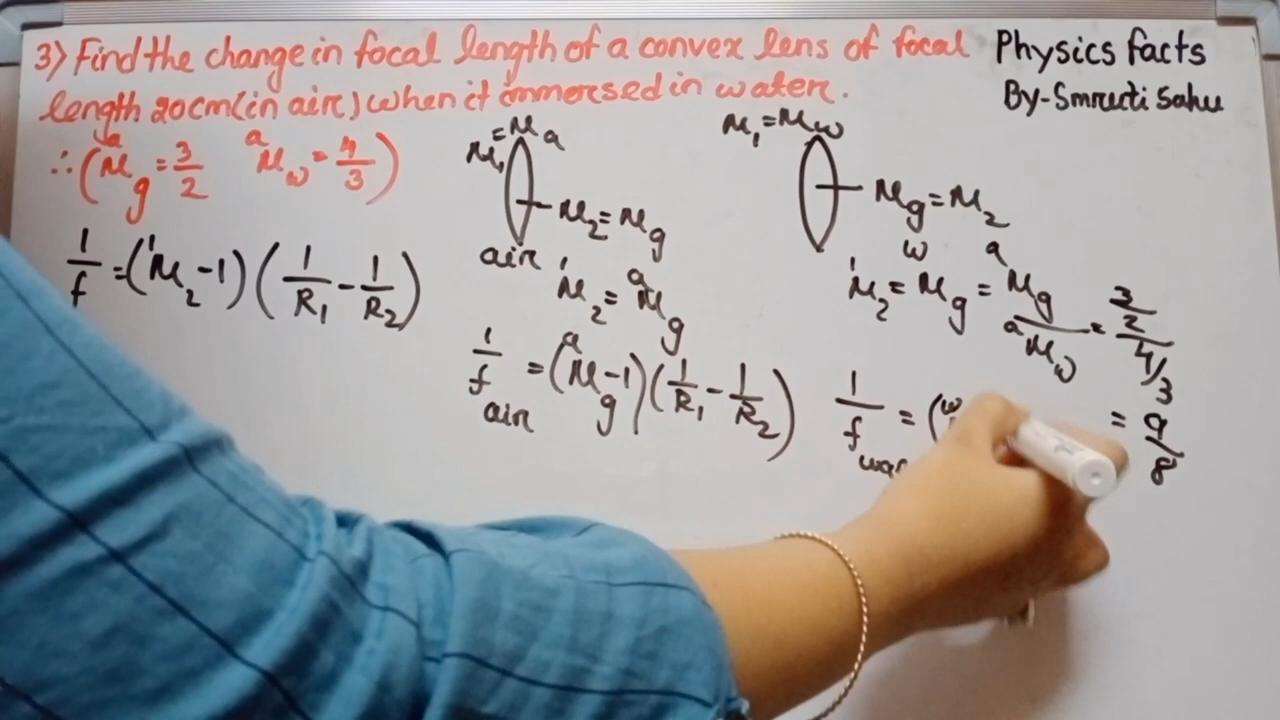 3) Find the change in focal length of a convex lens of focal
length 20cm (in air) when it immorsed in water.
∴ (ᵃμg = 3/2 ᵃμw = 4/3)
Physics facts
By-Smruti Sahu
1/f = (¹μ₂ - 1) (1/R₁ - 1/R₂)
μ₁ = μa
μ₂ = μg
air
¹μ₂ = ᵃμg
1/f air = (ᵃμg - 1) (1/R₁ - 1/R₂)
μ₁ = μw
μg = μ₂
¹μ₂ = ʷμg = ᵃμg / ᵃμw = 3/2 / 4/3
= 9/8
1/f = (w